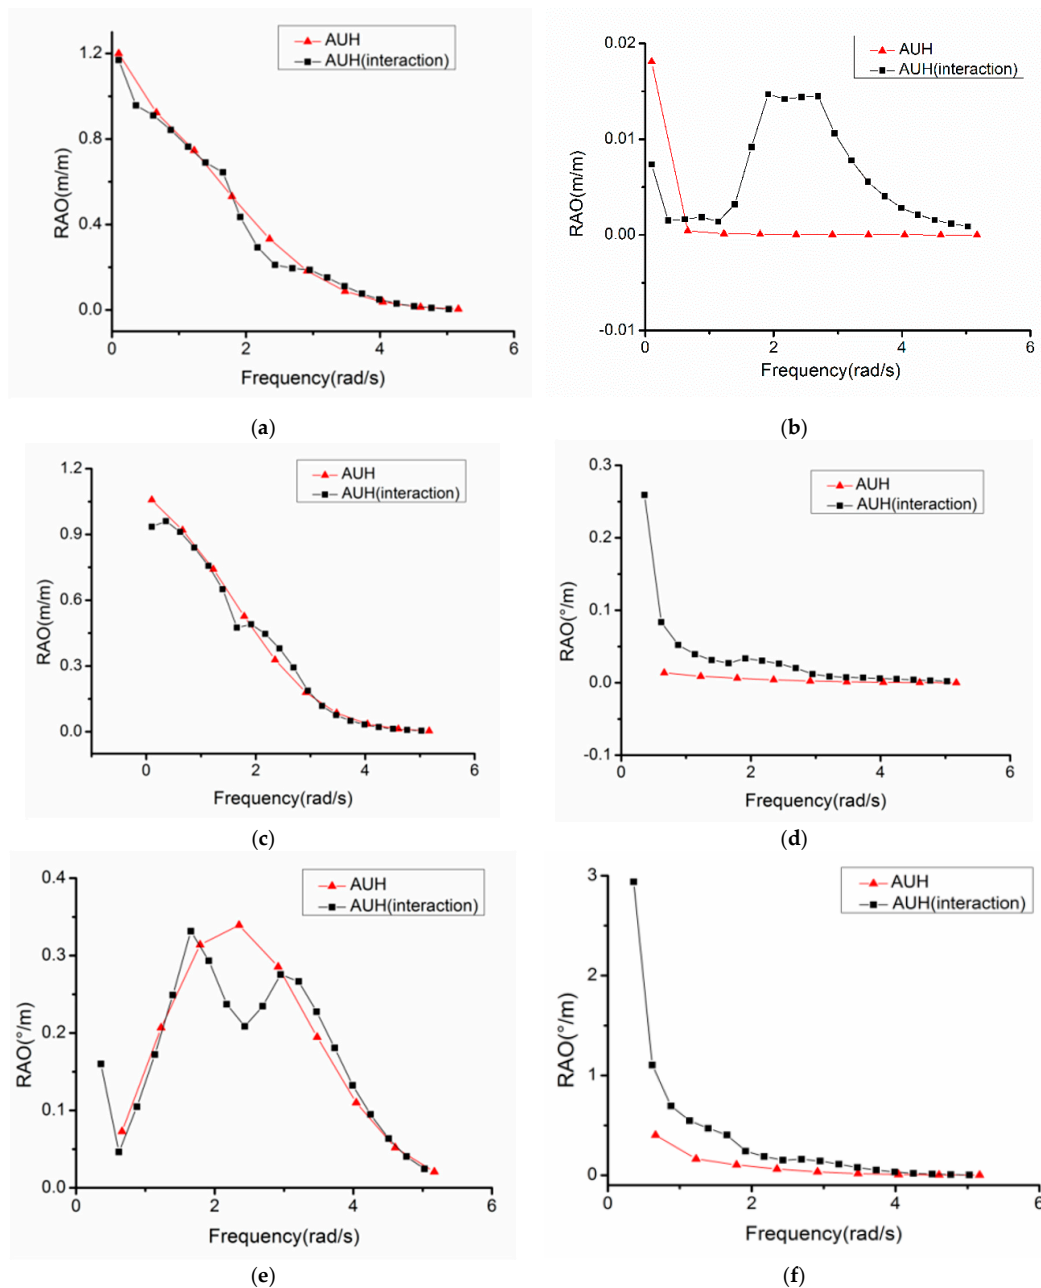 AUH
AUH(interaction)
1.2
0.8
0.4
0.0
RAO(m/m)
0
2
4
6
Frequency(rad/s)
(a)
AUH
AUH(interaction)
0.02
0.01
0.00
-0.01
RAO(m/m)
0
2
4
6
Frequency(rad/s)
(b)
AUH
AUH(interaction)
1.2
0.9
0.6
0.3
0.0
RAO(m/m)
0
2
4
6
Frequency(rad/s)
(c)
AUH
AUH(interaction)
0.3
0.2
0.1
0.0
-0.1
RAO(°/m)
0
2
4
6
Frequency(rad/s)
(d)
AUH
AUH(interaction)
0.4
0.3
0.2
0.1
0.0
RAO(°/m)
0
2
4
6
Frequency(rad/s)
(e)
AUH
AUH(interaction)
3
2
1
0
RAO(°/m)
0
2
4
6
Frequency(rad/s)
(f)